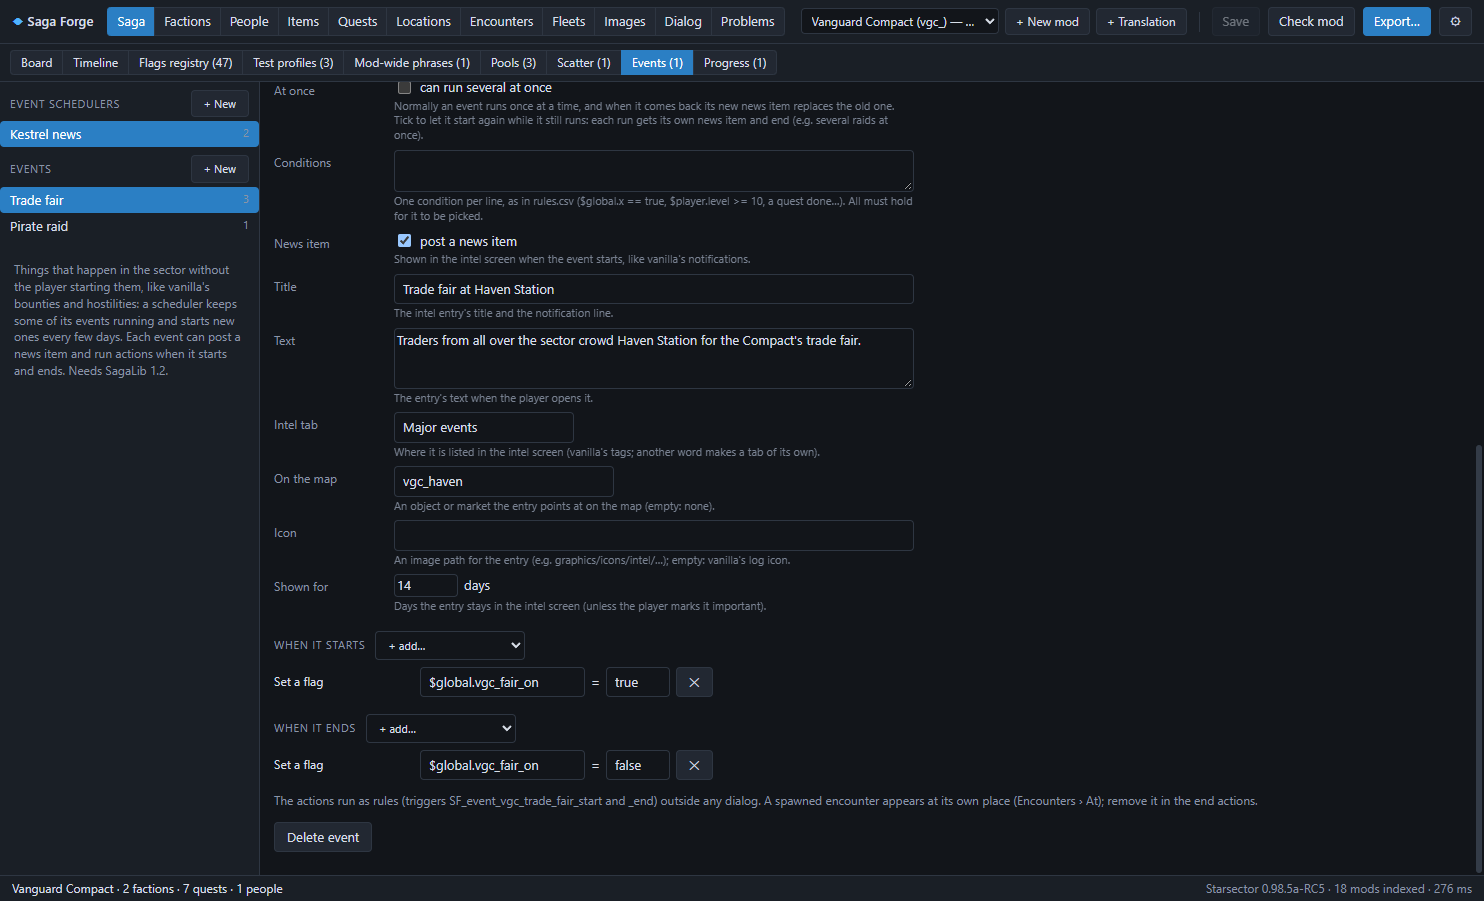 Saga Forge Saga Factions People Items Quests Locations Encounters Fleets Images Dialog Problems Vanguard Compact (vgc_) — ... + New mod + Translation Save Check mod Export...
Board Timeline Flags registry (47) Test profiles (3) Mod-wide phrases (1) Pools (3) Scatter (1) Events (1) Progress (1)
EVENT SCHEDULERS + New
Kestrel news 2
EVENTS + New
Trade fair 3
Pirate raid 1
Things that happen in the sector without
the player starting them, like vanilla's
bounties and hostilities: a scheduler keeps
some of its events running and starts new
ones every few days. Each event can post a
news item and run actions when it starts
and ends. Needs SagaLib 1.2.
At once can run several at once
Normally an event runs once at a time, and when it comes back its new news item replaces the old one.
Tick to let it start again while it still runs: each run gets its own news item and end (e.g. several raids at
once).
Conditions
One condition per line, as in rules.csv ($global.x == true, $player.level >= 10, a quest done...). All must hold
for it to be picked.
News item post a news item
Shown in the intel screen when the event starts, like vanilla's notifications.
Title Trade fair at Haven Station
The intel entry's title and the notification line.
Text Traders from all over the sector crowd Haven Station for the Compact's trade fair.
The entry's text when the player opens it.
Intel tab Major events
Where it is listed in the intel screen (vanilla's tags; another word makes a tab of its own).
On the map vgc_haven
An object or market the entry points at on the map (empty: none).
Icon
An image path for the entry (e.g. graphics/icons/intel/...); empty: vanilla's log icon.
Shown for 14 days
Days the entry stays in the intel screen (unless the player marks it important).
WHEN IT STARTS + add...
Set a flag $global.vgc_fair_on = true ✕
WHEN IT ENDS + add...
Set a flag $global.vgc_fair_on = false ✕
The actions run as rules (triggers SF_event_vgc_trade_fair_start and _end) outside any dialog. A spawned encounter appears at its own place (Encounters › At); remove it in the end actions.
Delete event
Vanguard Compact · 2 factions · 7 quests · 1 people Starsector 0.98.5a-RC5 · 18 mods indexed · 276 ms